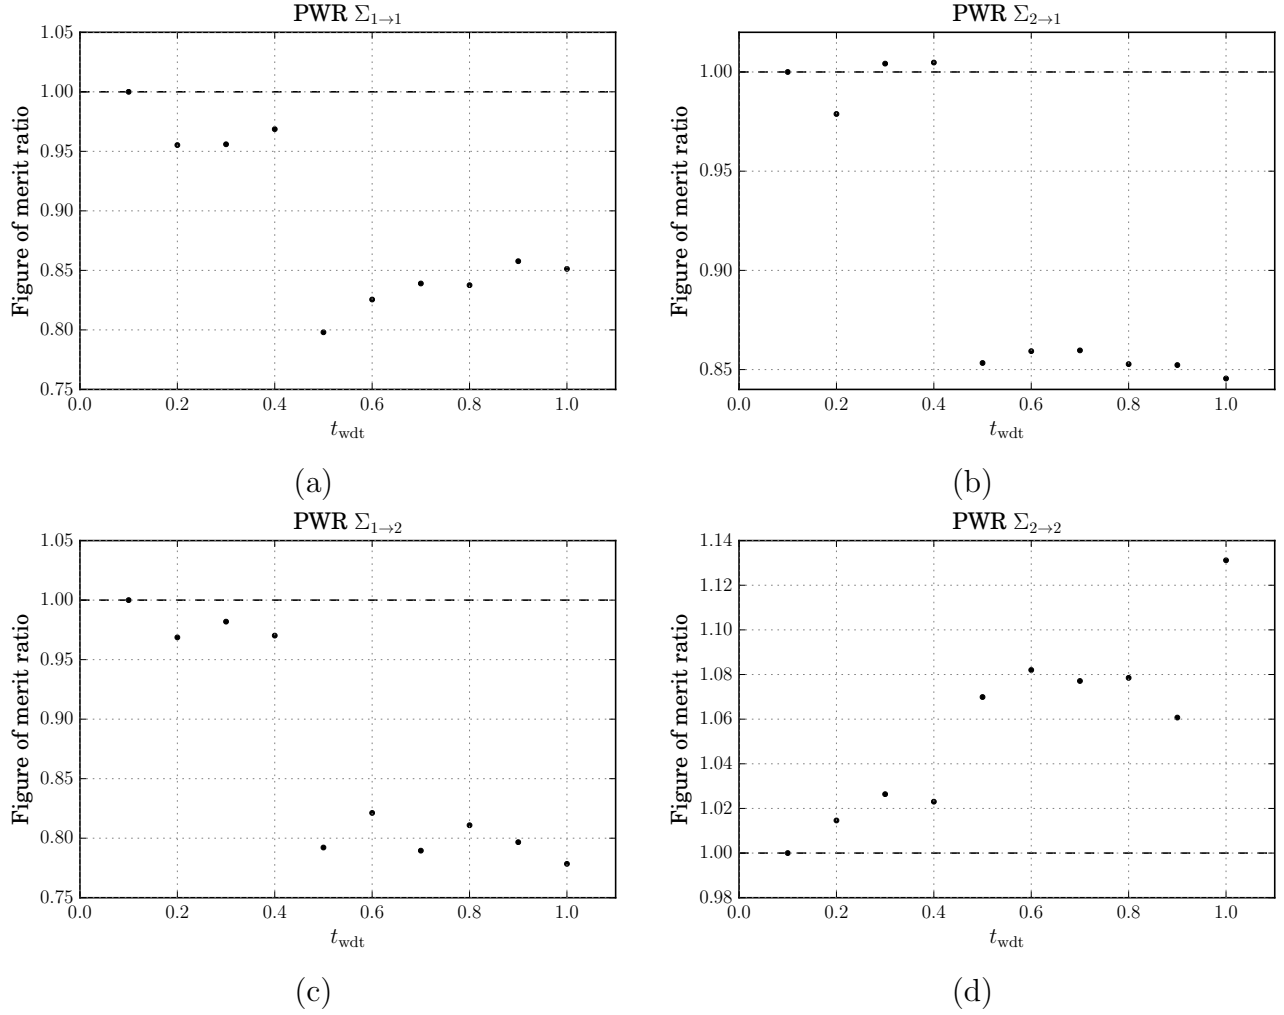 PWR Σ1→1
Figure of merit ratio
1.05
1.00
0.95
0.90
0.85
0.80
0.75
0.0 0.2 0.4 0.6 0.8 1.0
twdt
(a)
PWR Σ2→1
Figure of merit ratio
1.00
0.95
0.90
0.85
0.0 0.2 0.4 0.6 0.8 1.0
twdt
(b)
PWR Σ1→2
Figure of merit ratio
1.05
1.00
0.95
0.90
0.85
0.80
0.75
0.0 0.2 0.4 0.6 0.8 1.0
twdt
(c)
PWR Σ2→2
Figure of merit ratio
1.14
1.12
1.10
1.08
1.06
1.04
1.02
1.00
0.98
0.0 0.2 0.4 0.6 0.8 1.0
twdt
(d)